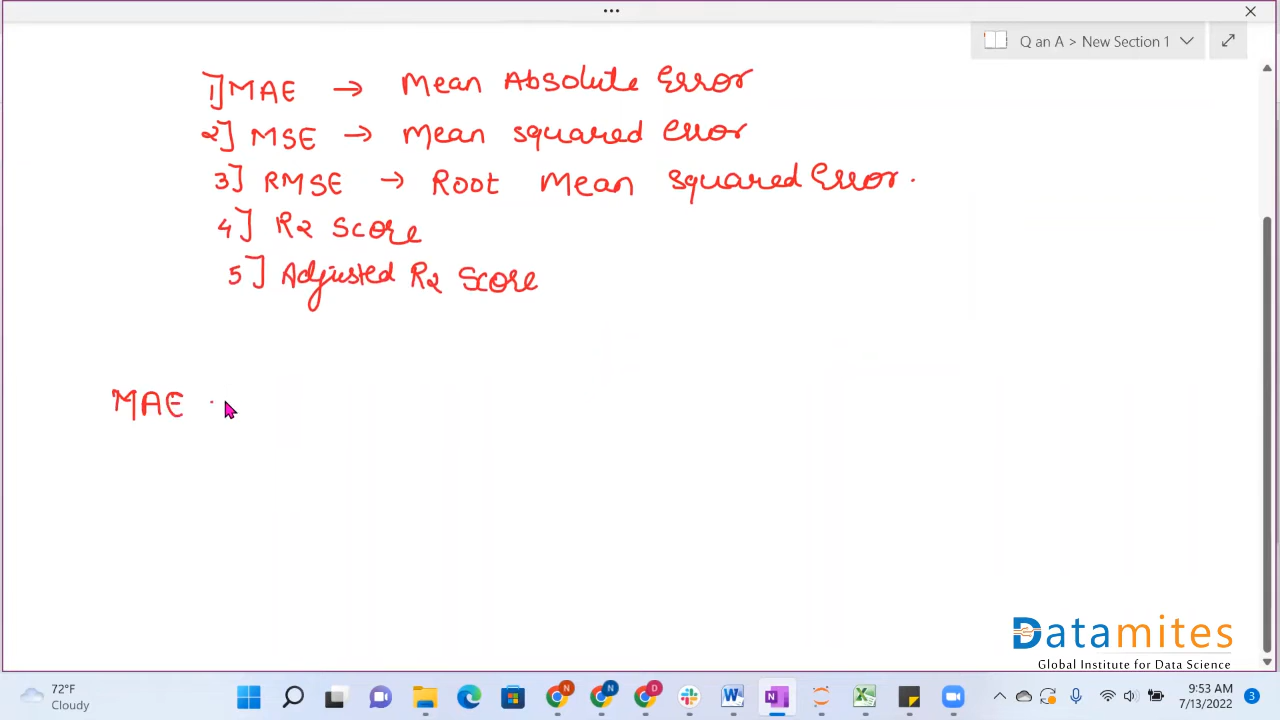 ...
Q an A > New Section 1
1] MAE → Mean Absolute Error
2] MSE → Mean squared Error
3] RMSE → Root Mean squared Error.
4] R2 Score
5] Adjusted R2 Score
MAE
Datamites
Global Institute for Data Science
72°F
Cloudy
N
N
D
9:53 AM
7/13/2022
3